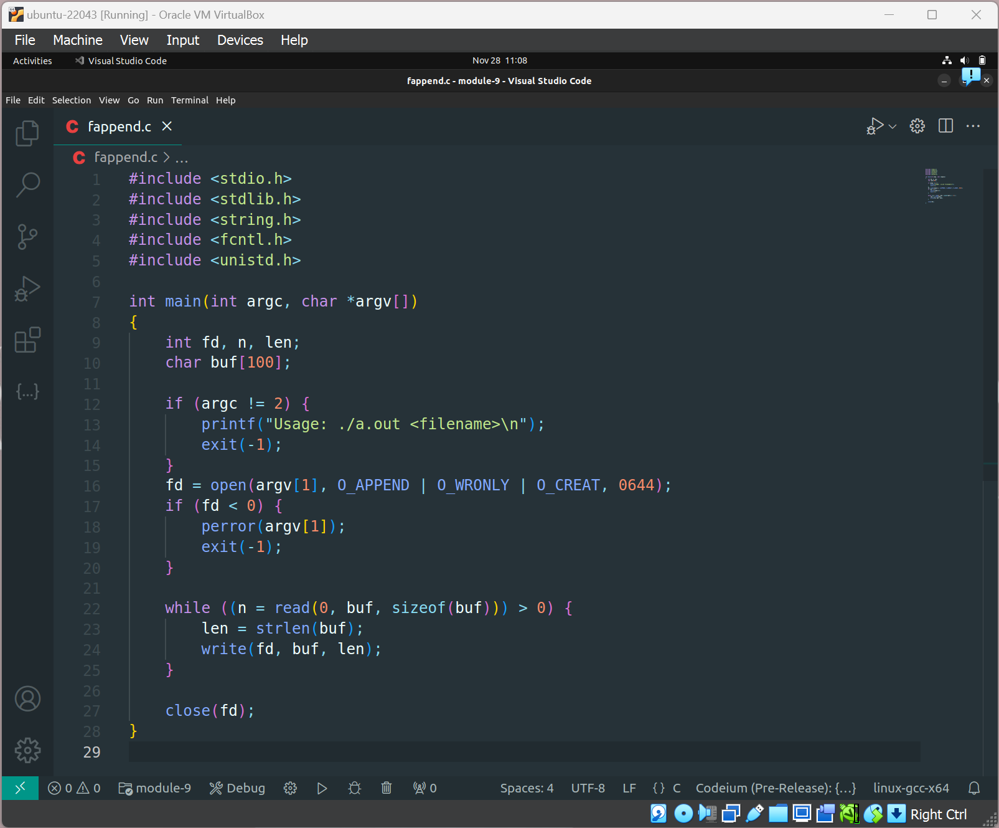 ubuntu-22043 [Running] - Oracle VM VirtualBox
File Machine View Input Devices Help
Activities Visual Studio Code Nov 28 11:08
fappend.c - module-9 - Visual Studio Code
File Edit Selection View Go Run Terminal Help
C fappend.c
C fappend.c > ...
1 #include <stdio.h>
2 #include <stdlib.h>
3 #include <string.h>
4 #include <fcntl.h>
5 #include <unistd.h>
6
7 int main(int argc, char *argv[])
8 {
9     int fd, n, len;
10     char buf[100];
11
12     if (argc != 2) {
13         printf("Usage: ./a.out <filename>\n");
14         exit(-1);
15     }
16     fd = open(argv[1], O_APPEND | O_WRONLY | O_CREAT, 0644);
17     if (fd < 0) {
18         perror(argv[1]);
19         exit(-1);
20     }
21
22     while ((n = read(0, buf, sizeof(buf))) > 0) {
23         len = strlen(buf);
24         write(fd, buf, len);
25     }
26
27     close(fd);
28 }
29
0 0 module-9 Debug 0 Spaces: 4 UTF-8 LF {} C Codeium (Pre-Release): {...} linux-gcc-x64
Right Ctrl